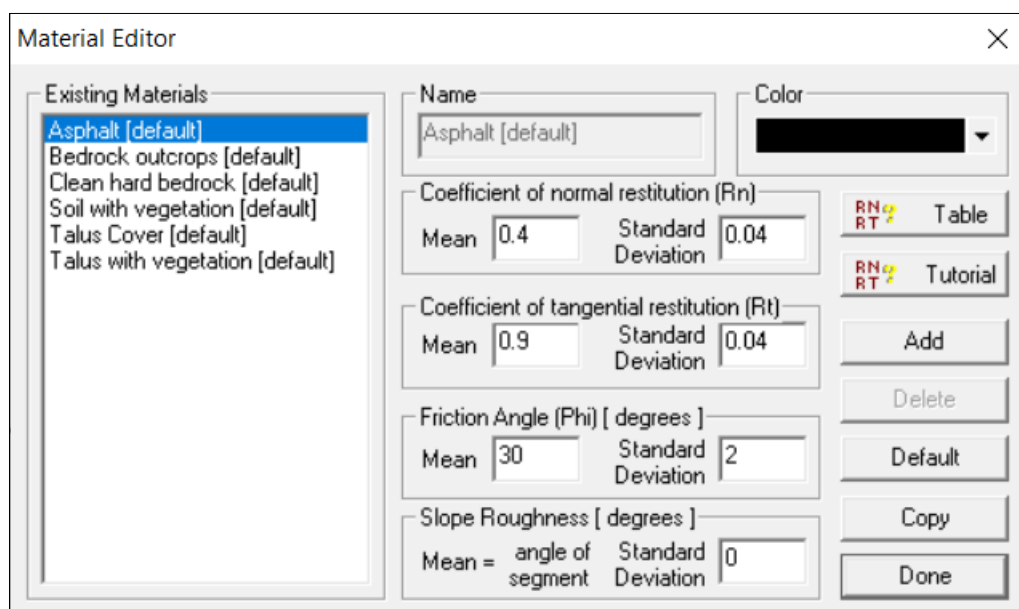 Material Editor
Existing Materials
Asphalt [default]
Bedrock outcrops [default]
Clean hard bedrock [default]
Soil with vegetation [default]
Talus Cover [default]
Talus with vegetation [default]
Name
Asphalt [default]
Color
Coefficient of normal restitution (Rn)
Mean 0.4 Standard Deviation 0.04
Coefficient of tangential restitution (Rt)
Mean 0.9 Standard Deviation 0.04
Friction Angle (Phi) [ degrees ]
Mean 30 Standard Deviation 2
Slope Roughness [ degrees ]
Mean = angle of segment Standard Deviation 0
RN RT ? Table
RN RT ? Tutorial
Add
Delete
Default
Copy
Done